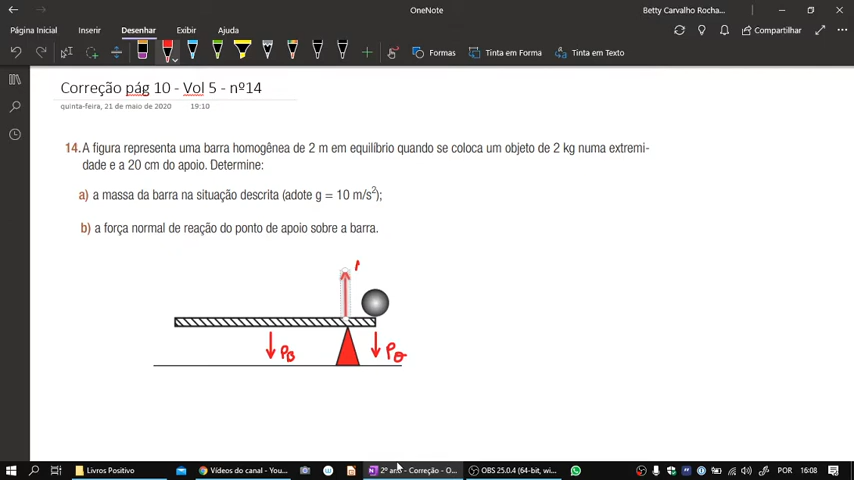 OneNote
Betty Carvalho Rocha...
Página Inicial Inserir Desenhar Exibir Ajuda
Compartilhar
Formas Tinta em Forma Tinta em Texto
Correção pág 10 - Vol 5 - nº14
quinta-feira, 21 de maio de 2020 19:10
14. A figura representa uma barra homogênea de 2 m em equilíbrio quando se coloca um objeto de 2 kg numa extremi-
dade e a 20 cm do apoio. Determine:
a) a massa da barra na situação descrita (adote g = 10 m/s²);
b) a força normal de reação do ponto de apoio sobre a barra.
PB
Livros Positivo
Vídeos do canal - You...
2º ano - Correção - O...
OBS 25.0.4 (64-bit, wi...
POR 16:08